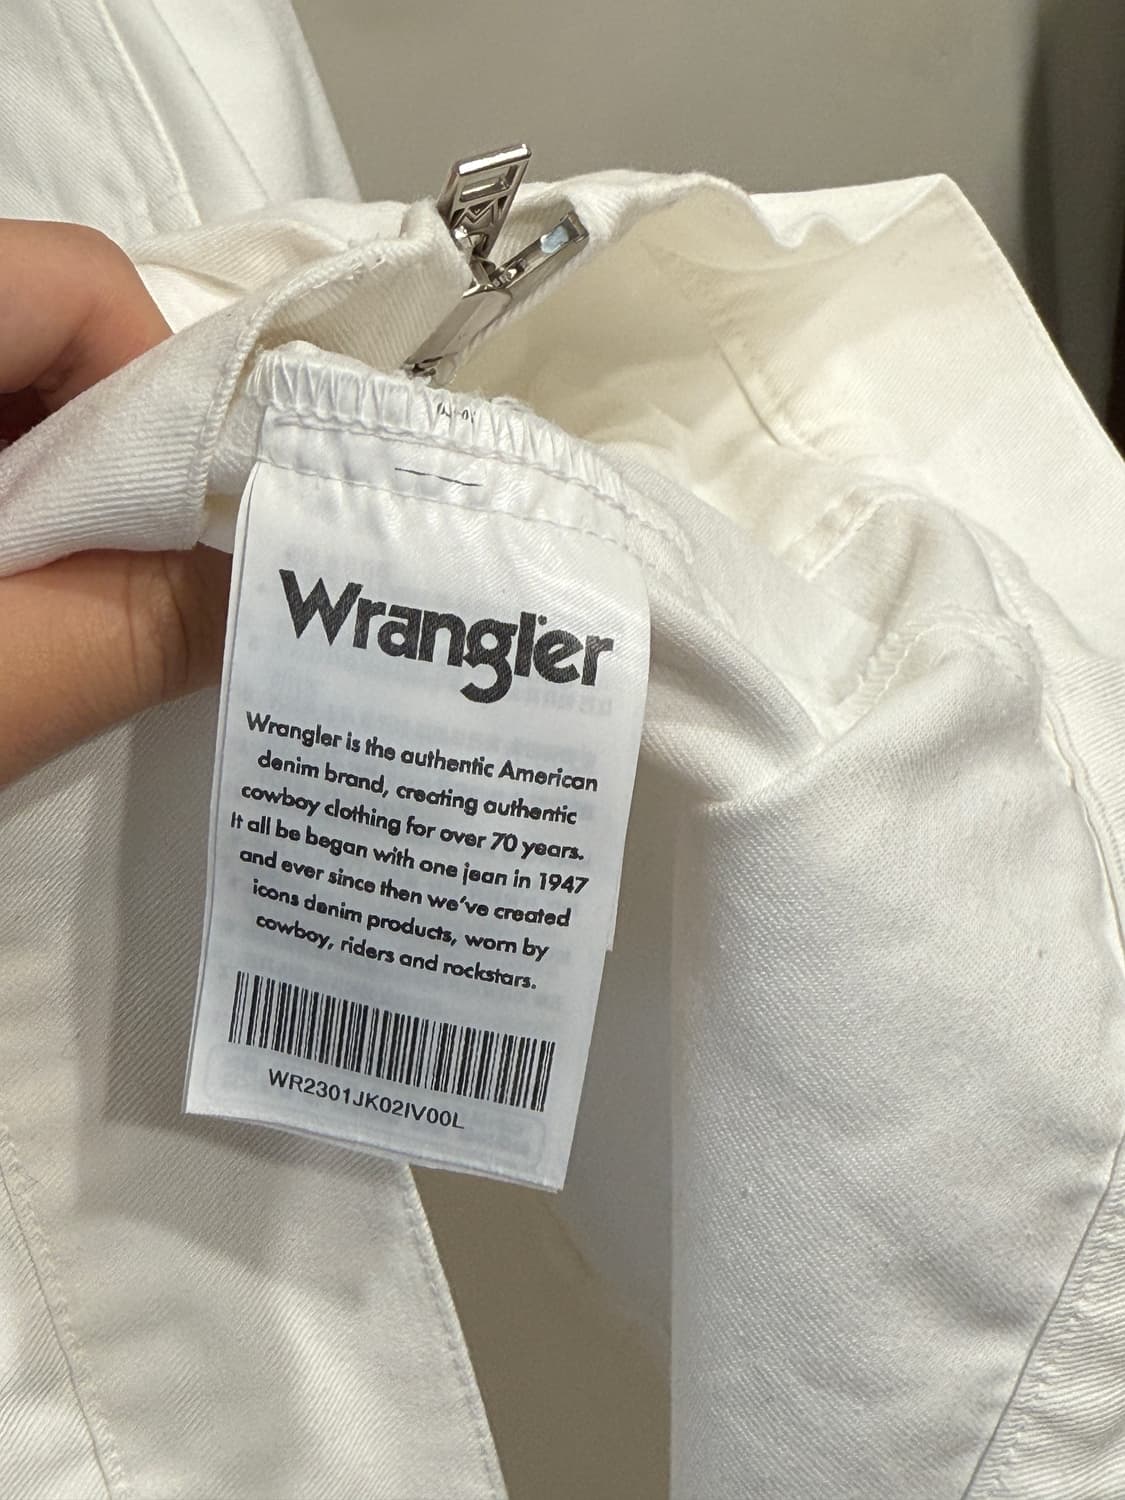 Wrangler
Wrangler is the authentic American
denim brand, creating authentic
cowboy clothing for over 70 years.
It all be began with one jean in 1947
and ever since then we've created
icons denim products, worn by
cowboy, riders and rockstars.
WR2301JK02IV00L